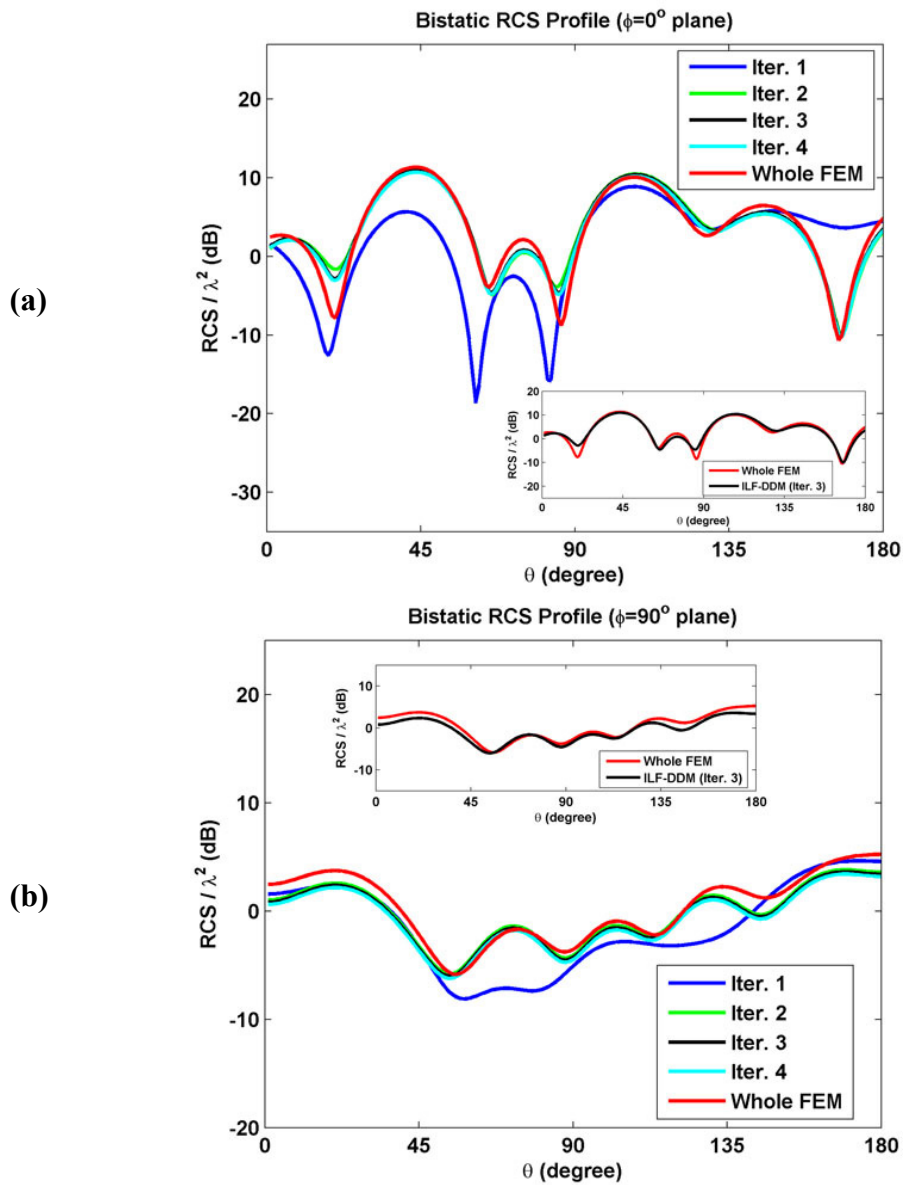 (a)
Bistatic RCS Profile (ϕ=0° plane)
RCS / λ² (dB)
20
10
0
-10
-20
-30
0 45 90 135 180
θ (degree)
Iter. 1
Iter. 2
Iter. 3
Iter. 4
Whole FEM
RCS / λ² (dB)
20
10
0
-10
-20
0 45 90 135 180
θ (degree)
Whole FEM
ILF-DDM (Iter. 3)
(b)
Bistatic RCS Profile (ϕ=90° plane)
RCS / λ² (dB)
20
10
0
-10
-20
0 45 90 135 180
θ (degree)
RCS / λ² (dB)
10
0
-10
0 45 90 135 180
θ (degree)
Whole FEM
ILF-DDM (Iter. 3)
Iter. 1
Iter. 2
Iter. 3
Iter. 4
Whole FEM